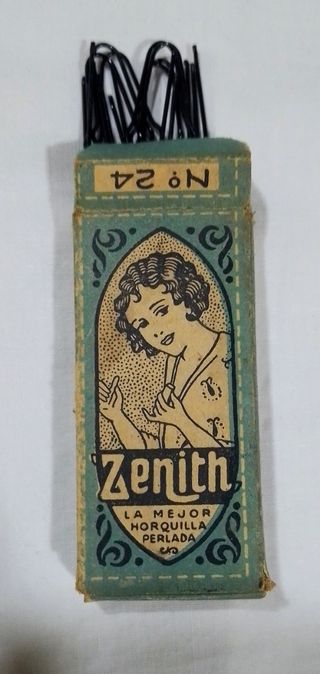 Nº 24
Zenith
LA MEJOR
HORQUILLA
PERLADA